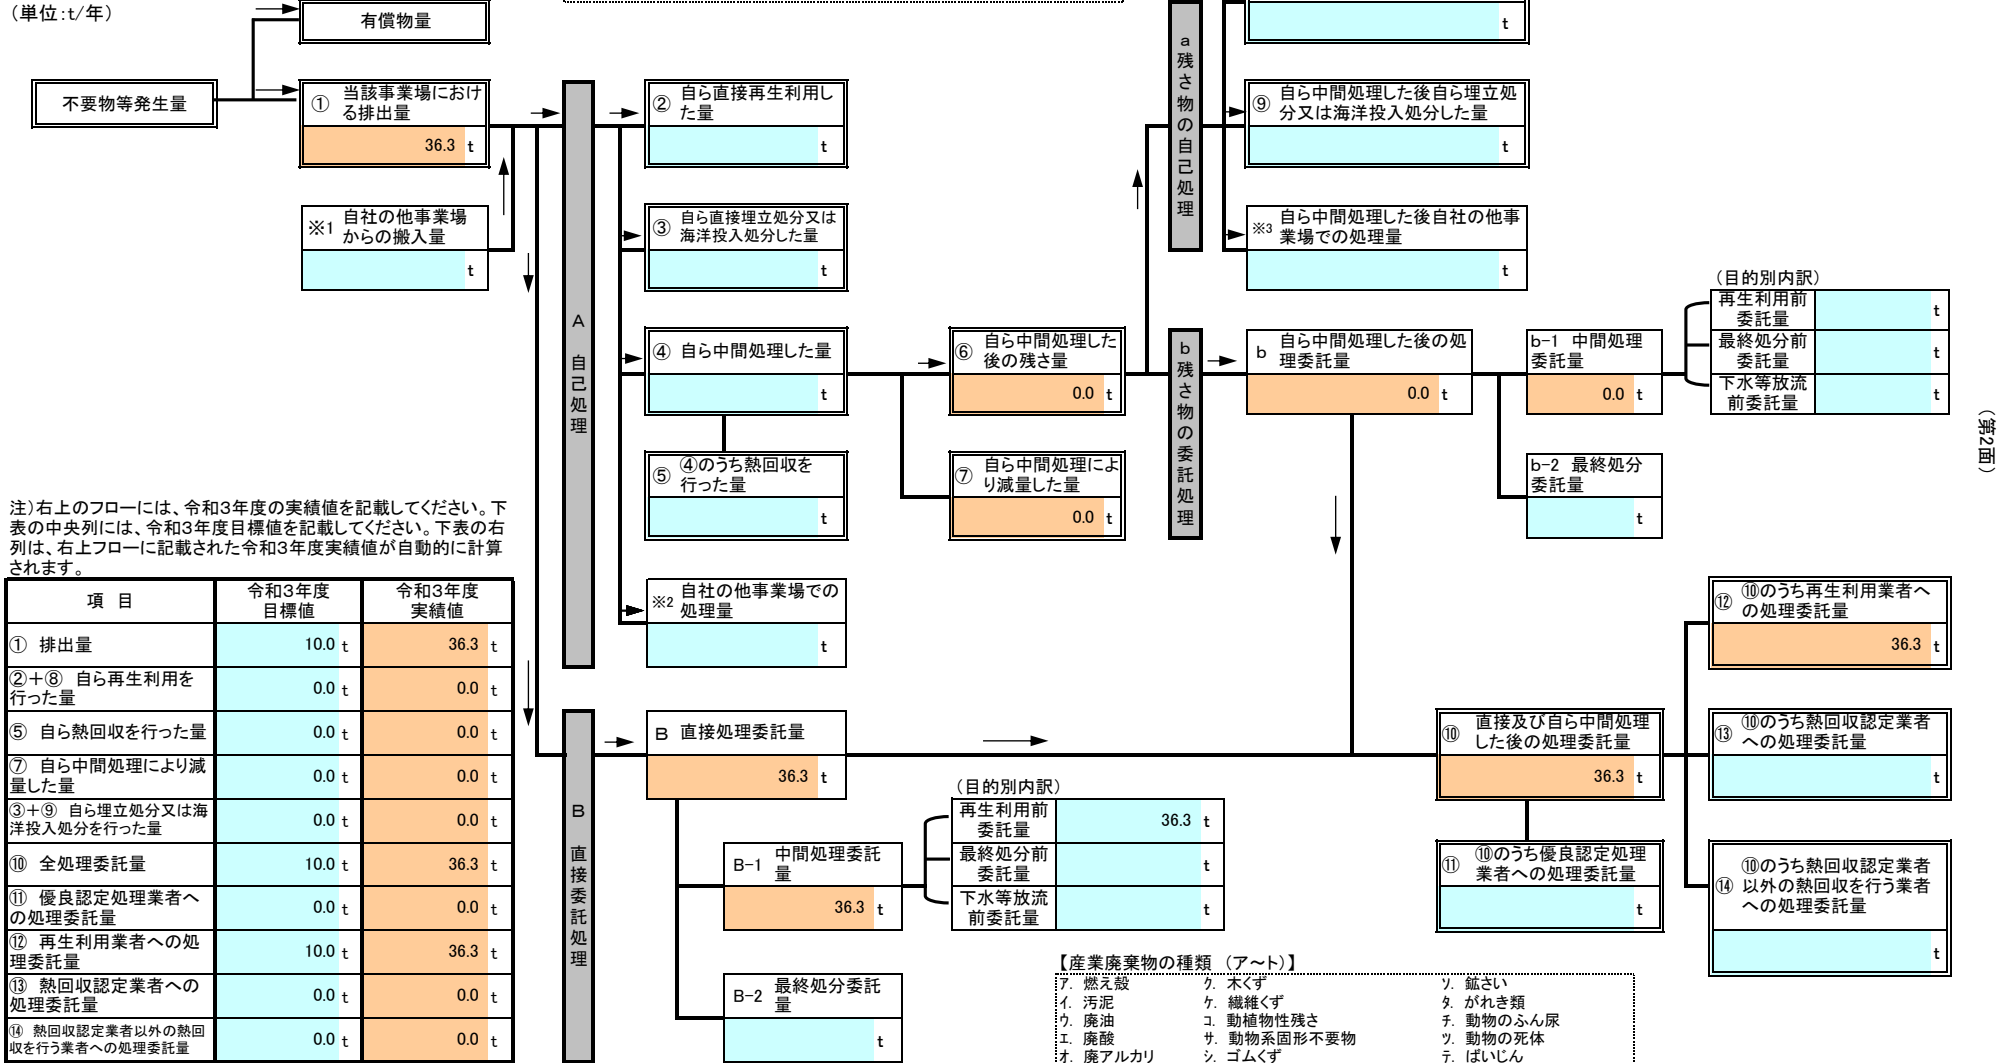 （単位:t/年）
有償物量
t
不要物等発生量
① 当該事業場におけ
る排出量
36.3 t
※1 自社の他事業場
からの搬入量
t
A 自己処理
② 自ら直接再生利用し
た量
t
③ 自ら直接埋立処分又は
海洋投入処分した量
t
④ 自ら中間処理した量
t
⑤ ④のうち熱回収を
行った量
t
※2 自社の他事業場での
処理量
t
⑥ 自ら中間処理した
後の残さ量
0.0 t
⑦ 自ら中間処理によ
り減量した量
0.0 t
a 残さ物の自己処理
⑨ 自ら中間処理した後自ら埋立処
分又は海洋投入処分した量
t
※3 自ら中間処理した後自社の他事
業場での処理量
t
b 残さ物の委託処理
b 自ら中間処理した後の処
理委託量
0.0 t
b-1 中間処理
委託量
0.0 t
b-2 最終処分
委託量
t
（目的別内訳）
再生利用前
委託量
t
最終処分前
委託量
t
下水等放流
前委託量
t
（第2面）
注）右上のフローには、令和3年度の実績値を記載してください。下
表の中央列には、令和3年度目標値を記載してください。下表の右
列は、右上フローに記載された令和3年度実績値が自動的に計算
されます。
項 目
令和3年度
目標値
令和3年度
実績値
① 排出量 10.0 t 36.3 t
②＋⑧ 自ら再生利用を
行った量 0.0 t 0.0 t
⑤ 自ら熱回収を行った量 0.0 t 0.0 t
⑦ 自ら中間処理により減
量した量 0.0 t 0.0 t
③＋⑨ 自ら埋立処分又は海
洋投入処分を行った量 0.0 t 0.0 t
⑩ 全処理委託量 10.0 t 36.3 t
⑪ 優良認定処理業者へ
の処理委託量 0.0 t 0.0 t
⑫ 再生利用業者への処
理委託量 10.0 t 36.3 t
⑬ 熱回収認定業者への
処理委託量 0.0 t 0.0 t
⑭ 熱回収認定業者以外の熱回
収を行う業者への処理委託量 0.0 t 0.0 t
B 直接委託処理
B 直接処理委託量
36.3 t
B-1 中間処理委託
量
36.3 t
B-2 最終処分委託
量
t
（目的別内訳）
再生利用前
委託量
36.3 t
最終処分前
委託量
t
下水等放流
前委託量
t
⑩ 直接及び自ら中間処理
した後の処理委託量
36.3 t
⑪ ⑩のうち優良認定処理
業者への処理委託量
t
⑫ ⑩のうち再生利用業者へ
の処理委託量
36.3 t
⑬ ⑩のうち熱回収認定業者
への処理委託量
t
⑭ ⑩のうち熱回収認定業者
以外の熱回収を行う業者
への処理委託量
t
【産業廃棄物の種類 （ア～ト）】
ア. 燃え殻 ク. 木くず ソ. 鉱さい
イ. 汚泥 ケ. 繊維くず タ. がれき類
ウ. 廃油 コ. 動植物性残さ チ. 動物のふん尿
エ. 廃酸 サ. 動物系固形不要物 ツ. 動物の死体
オ. 廃アルカリ シ. ゴムくず テ. ばいじん